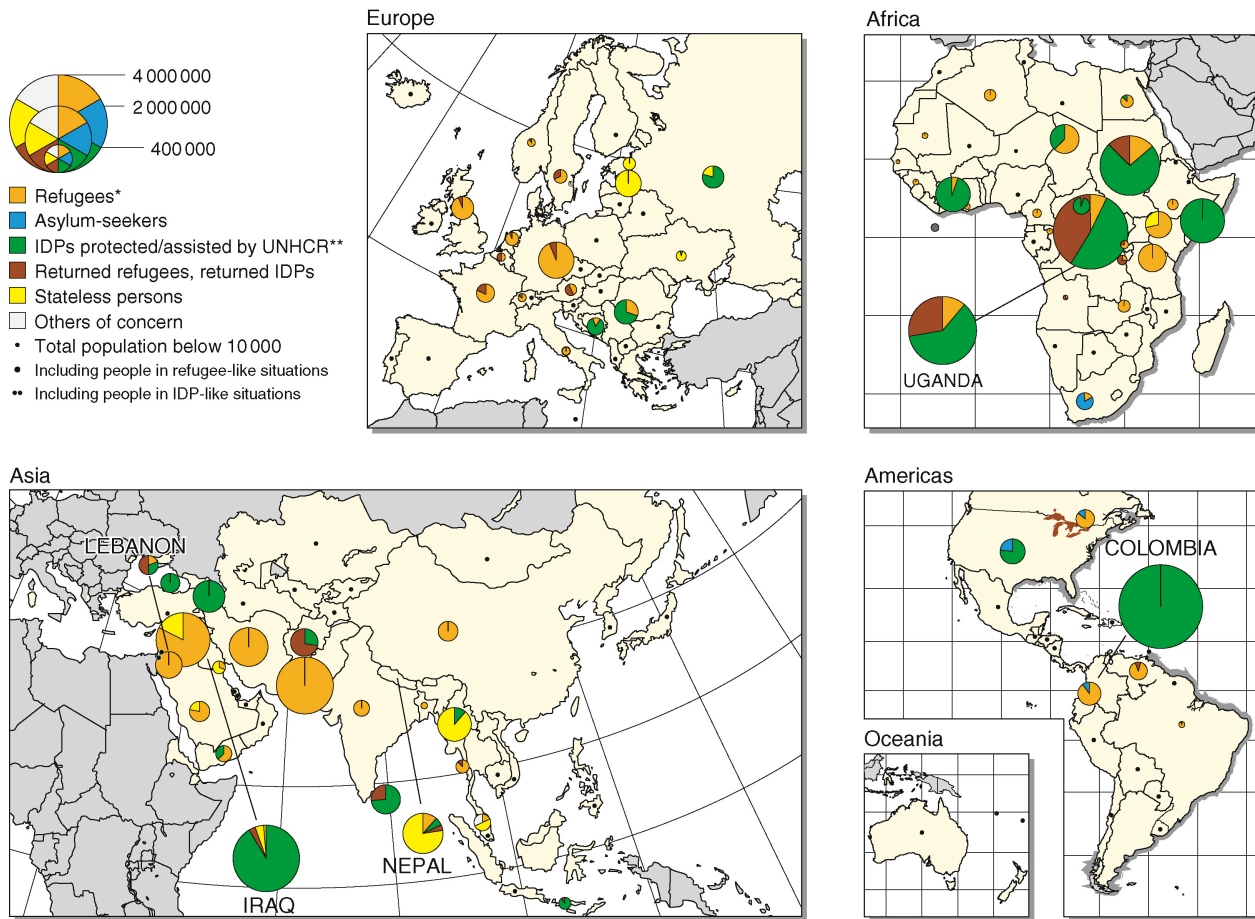 Europe
Africa
4 000 000
2 000 000
400 000
Refugees*
Asylum-seekers
IDPs protected/assisted by UNHCR**
Returned refugees, returned IDPs
Stateless persons
Others of concern
Total population below 10 000
Including people in refugee-like situations
Including people in IDP-like situations
UGANDA
Asia
Americas
LEBANON
COLOMBIA
Oceania
NEPAL
IRAQ